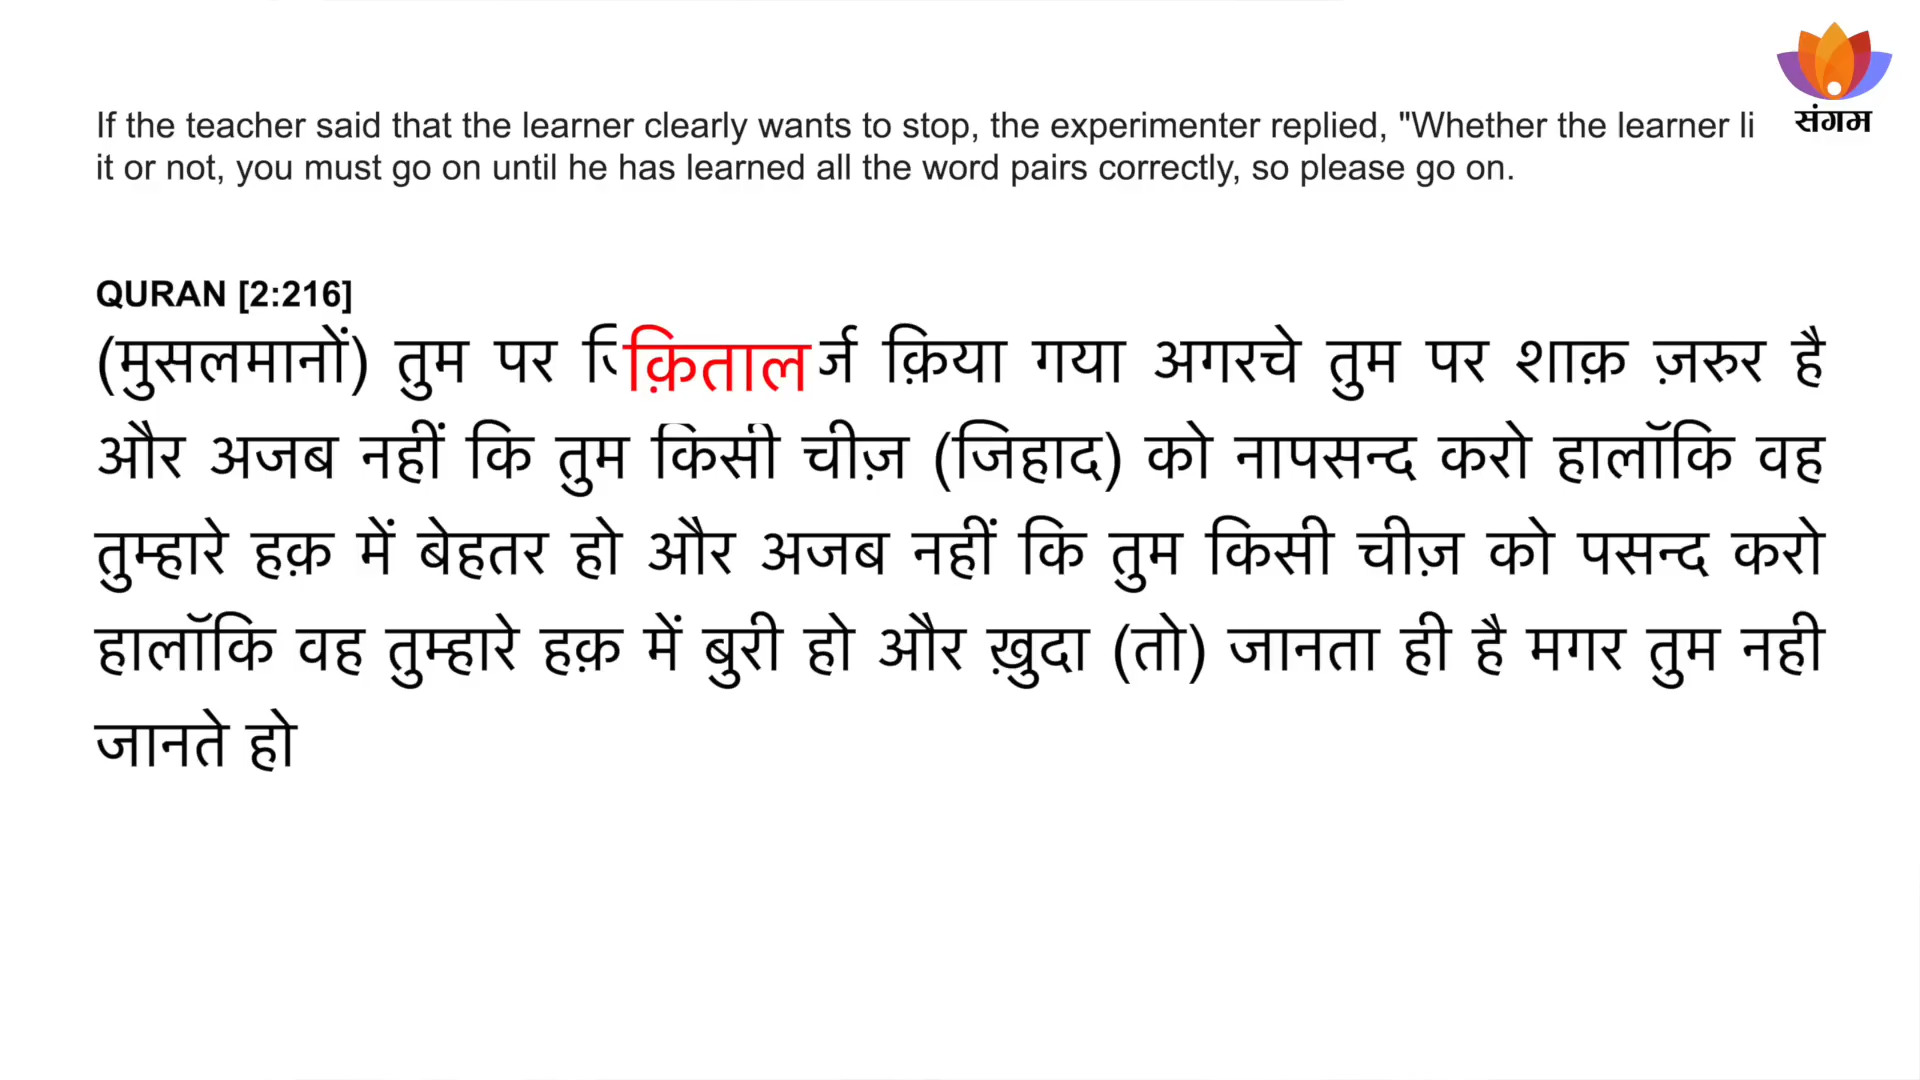 संगम
If the teacher said that the learner clearly wants to stop, the experimenter replied, "Whether the learner li
it or not, you must go on until he has learned all the word pairs correctly, so please go on.
QURAN [2:216]
(मुसलमानों) तुम पर क़िताल र्ज क़िया गया अगरचे तुम पर शाक़ ज़रुर है
और अजब नहीं कि तुम किसी चीज़ (जिहाद) को नापसन्द करो हालॉकि वह
तुम्हारे हक़ में बेहतर हो और अजब नहीं कि तुम किसी चीज़ को पसन्द करो
हालॉकि वह तुम्हारे हक़ में बुरी हो और ख़ुदा (तो) जानता ही है मगर तुम नही
जानते हो